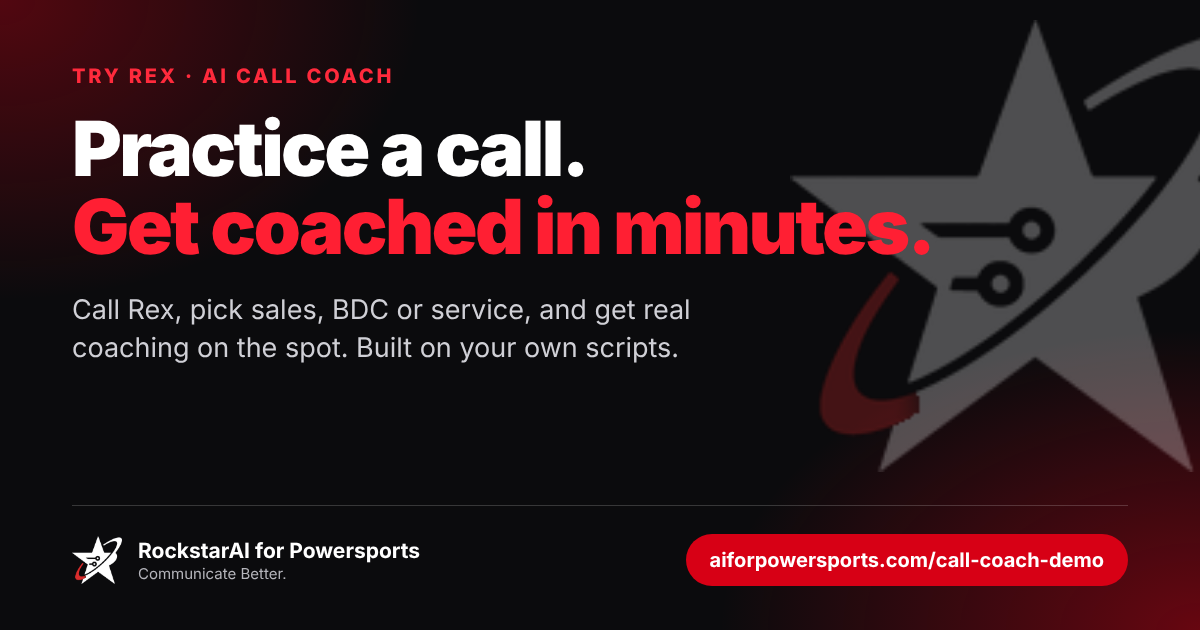 TRY REX · AI CALL COACH
Practice a call.
Get coached in minutes.
Call Rex, pick sales, BDC or service, and get real
coaching on the spot. Built on your own scripts.
RockstarAI for Powersports
Communicate Better.
aiforpowersports.com/call-coach-demo